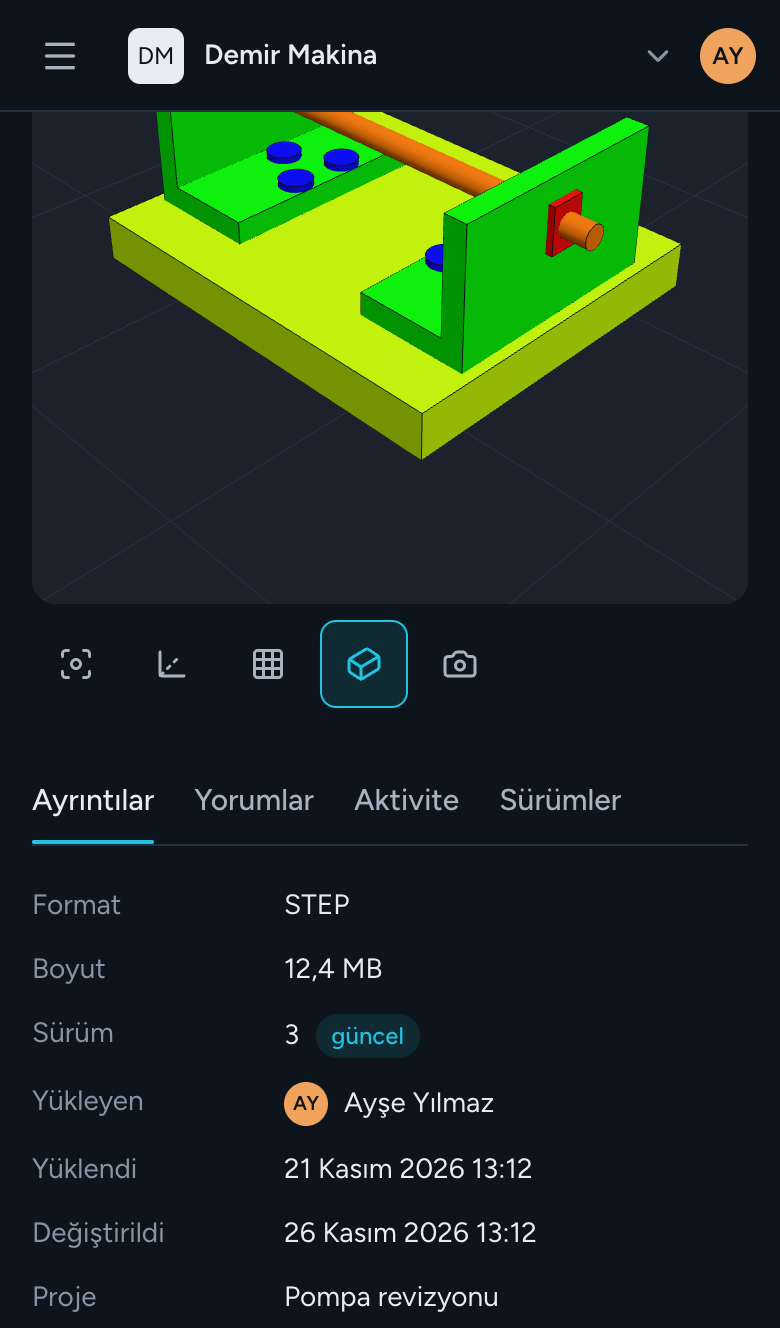 DM Demir Makina AY
Ayrıntılar Yorumlar Aktivite Sürümler
Format STEP
Boyut 12,4 MB
Sürüm 3 güncel
Yükleyen AY Ayşe Yılmaz
Yüklendi 21 Kasım 2026 13:12
Değiştirildi 26 Kasım 2026 13:12
Proje Pompa revizyonu